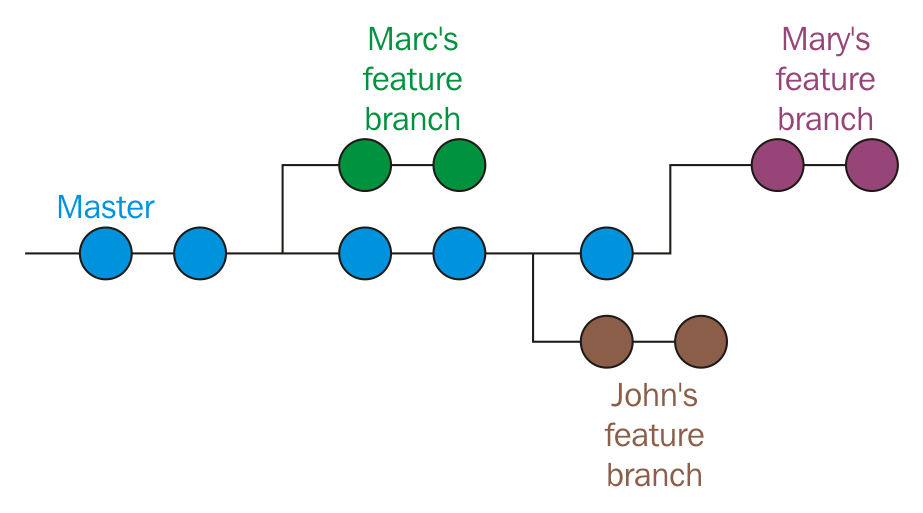 Marc's
feature
branch
Mary's
feature
branch
Master
John's
feature
branch